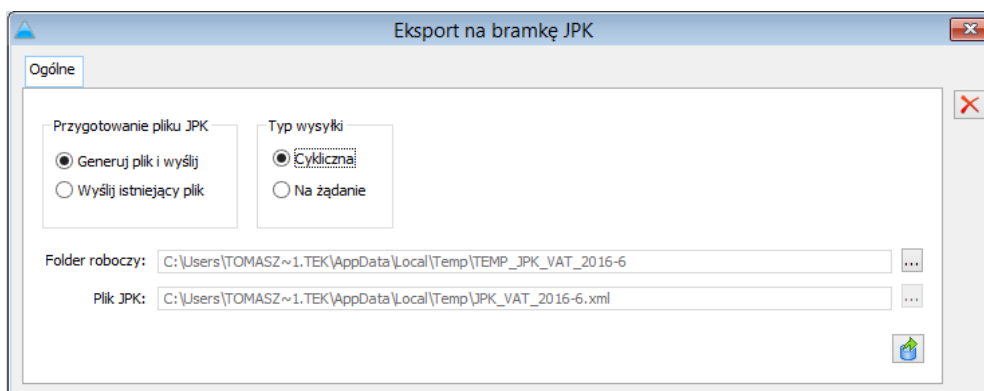 Eksport na bramkę JPK
Ogólne
Przygotowanie pliku JPK
Typ wysyłki
Generuj plik i wyślij
Cykliczna
Wyślij istniejący plik
Na żądanie
Folder roboczy: C:\Users\TOMASZ~1.TEK\AppData\Local\Temp\TEMP_JPK_VAT_2016-6 ...
Plik JPK: C:\Users\TOMASZ~1.TEK\AppData\Local\Temp\JPK_VAT_2016-6.xml ...